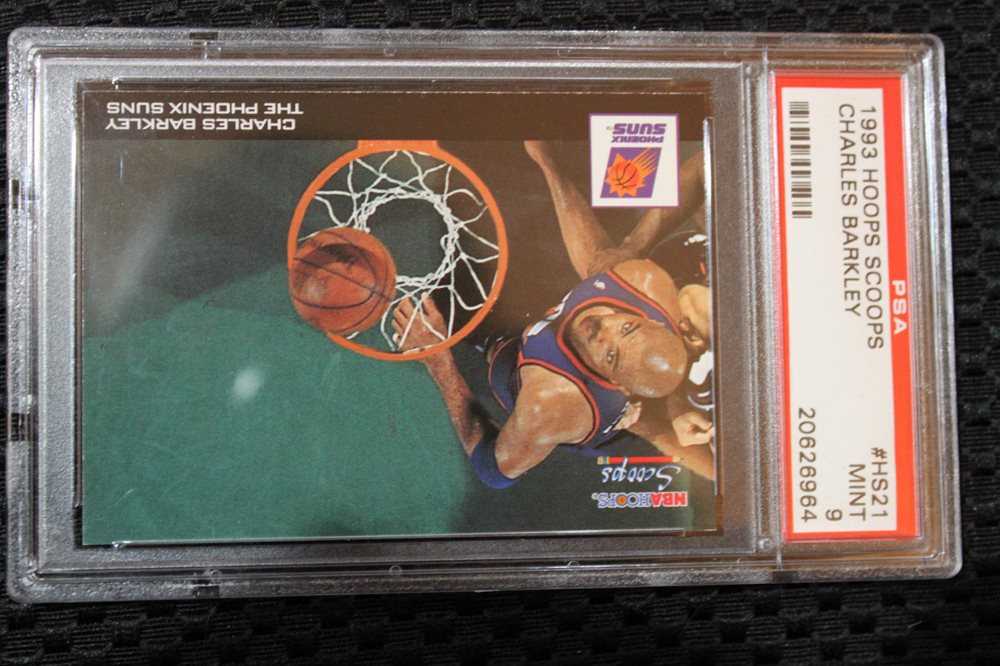 PSA
1993 HOOPS SCOOPS
CHARLES BARKLEY
#HS21
MINT
9
20626964
CHARLES BARKLEY
THE PHOENIX SUNS
PHOENIX
SUNS™
NBA HOOPS®
Scoops